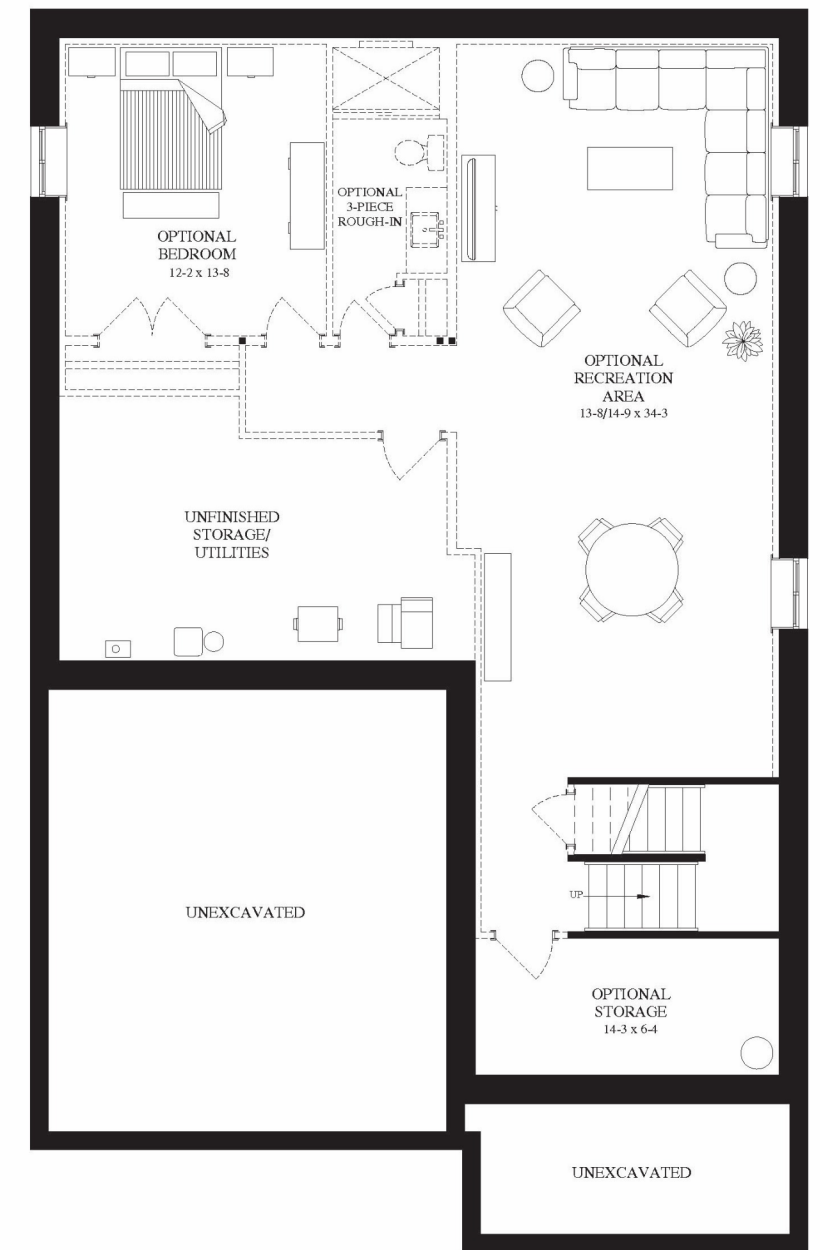 OPTIONAL
3-PIECE
ROUGH-IN
OPTIONAL
BEDROOM
12-2 x 13-8
OPTIONAL
RECREATION
AREA
13-8/14-9 x 34-3
UNFINISHED
STORAGE/
UTILITIES
UP
UNEXCAVATED
OPTIONAL
STORAGE
14-3 x 6-4
UNEXCAVATED